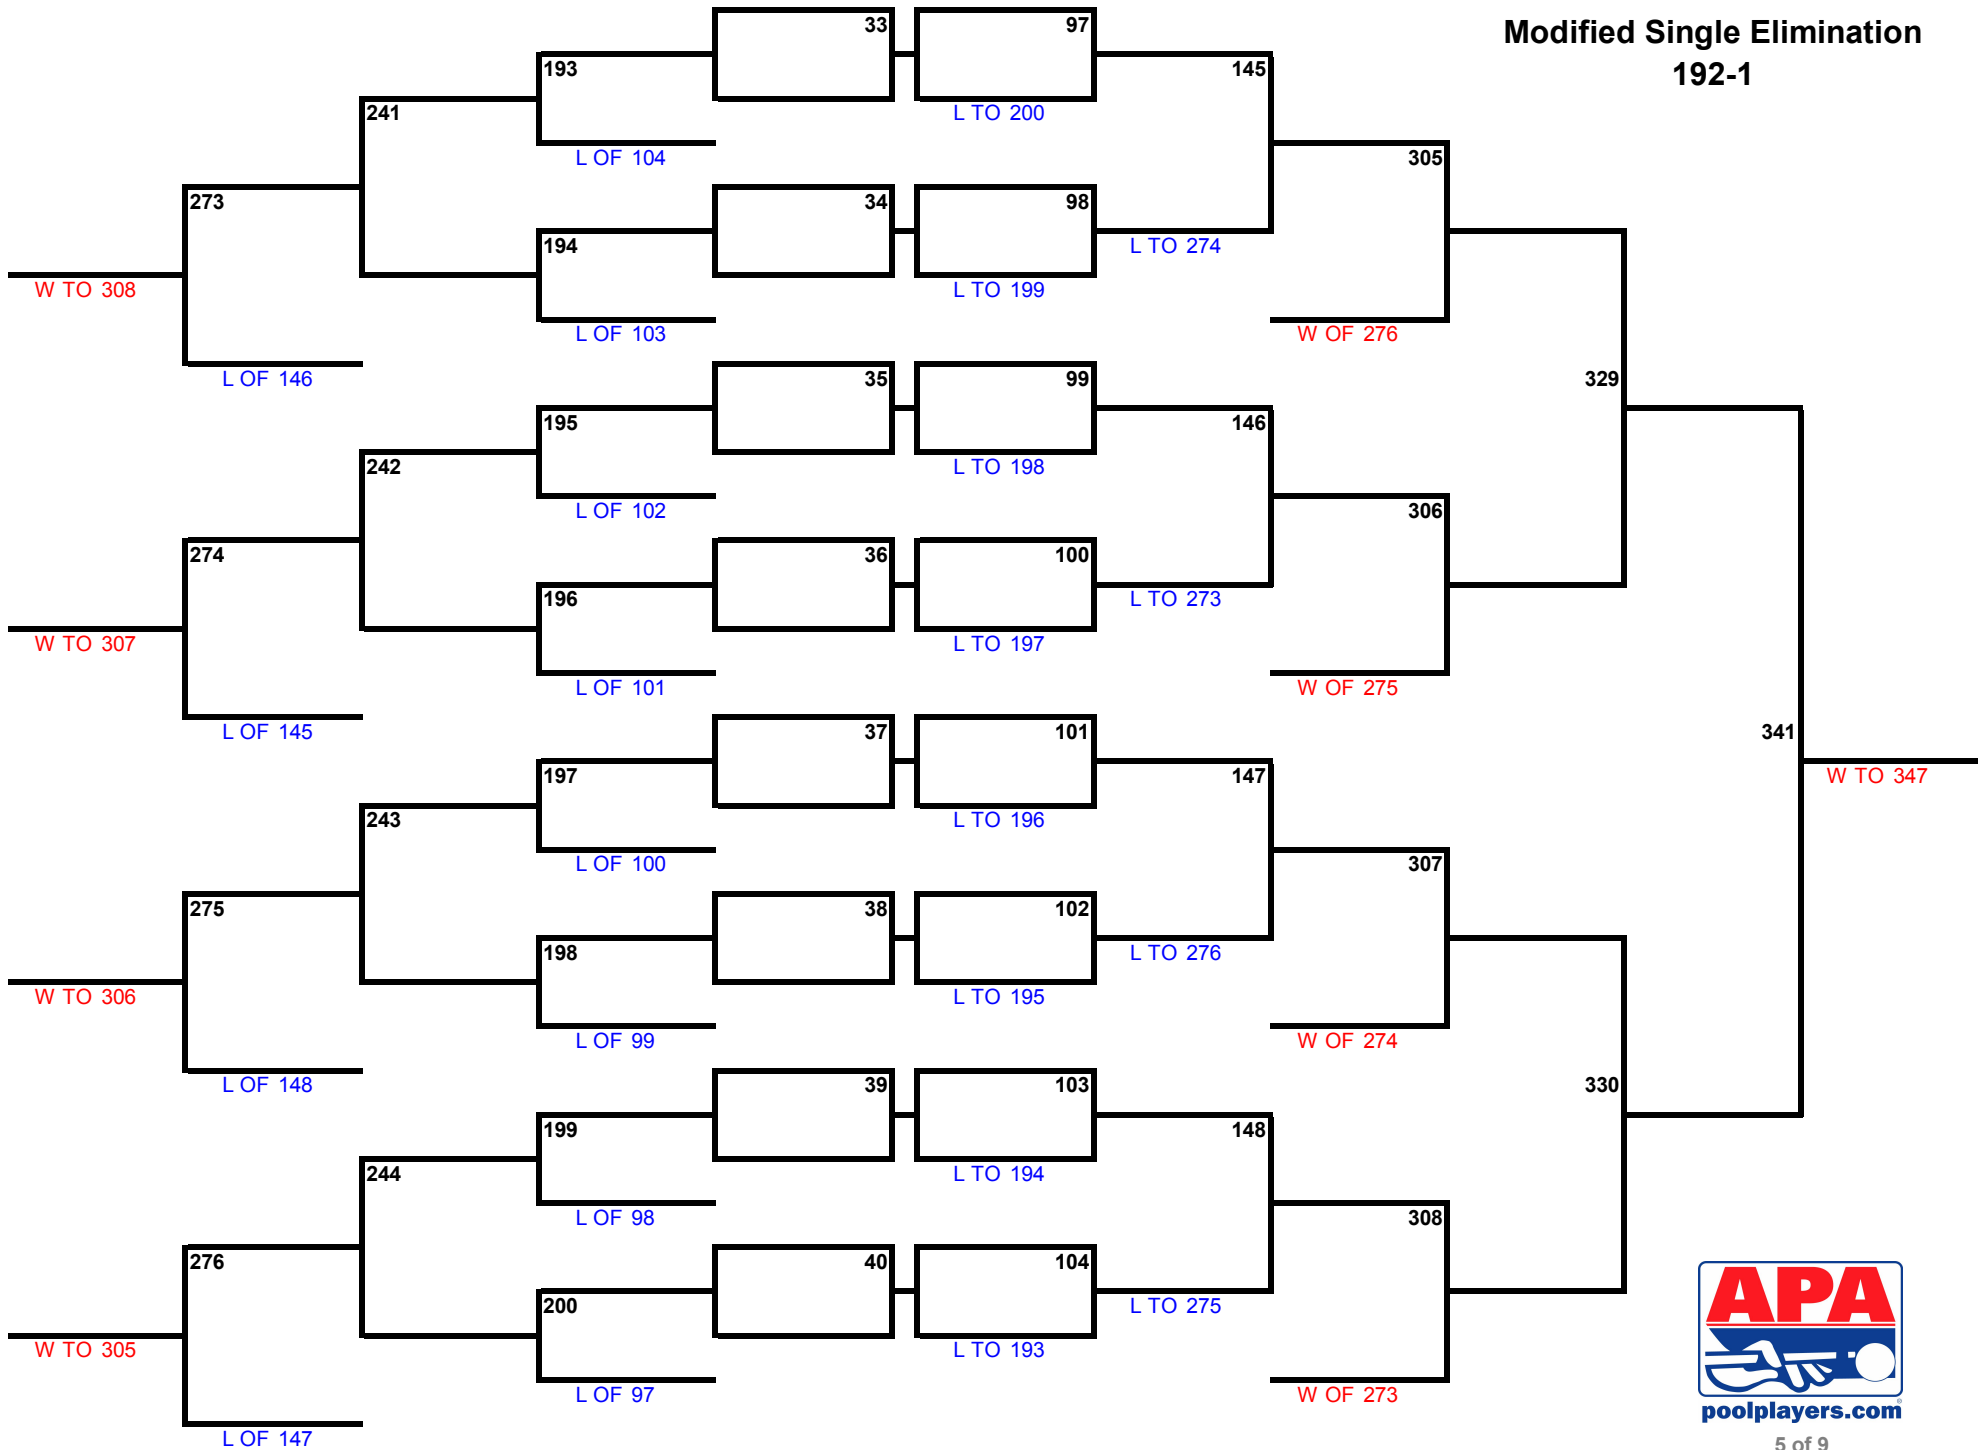 Modified Single Elimination
192-1
33
97
193
145
241
L TO 200
L OF 104
305
273
34
98
194
L TO 274
W TO 308
L TO 199
L OF 103
W OF 276
L OF 146
35
99
329
195
146
242
L TO 198
L OF 102
306
274
36
100
196
L TO 273
W TO 307
L TO 197
L OF 101
W OF 275
L OF 145
37
101
341
197
147
W TO 347
243
L TO 196
L OF 100
307
275
38
102
198
L TO 276
W TO 306
L TO 195
L OF 99
W OF 274
L OF 148
39
103
330
199
148
244
L TO 194
L OF 98
308
276
40
104
200
L TO 275
W TO 305
L TO 193
L OF 97
W OF 273
L OF 147
APA
poolplayers.com
5 of 9